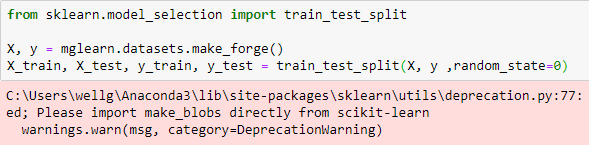 from sklearn.model_selection import train_test_split
X, y = mglearn.datasets.make_forge()
X_train, X_test, y_train, y_test = train_test_split(X, y ,random_state=0)
C:\Users\wellg\Anaconda3\lib\site-packages\sklearn\utils\deprecation.py:77:
ed; Please import make_blobs directly from scikit-learn
  warnings.warn(msg, category=DeprecationWarning)